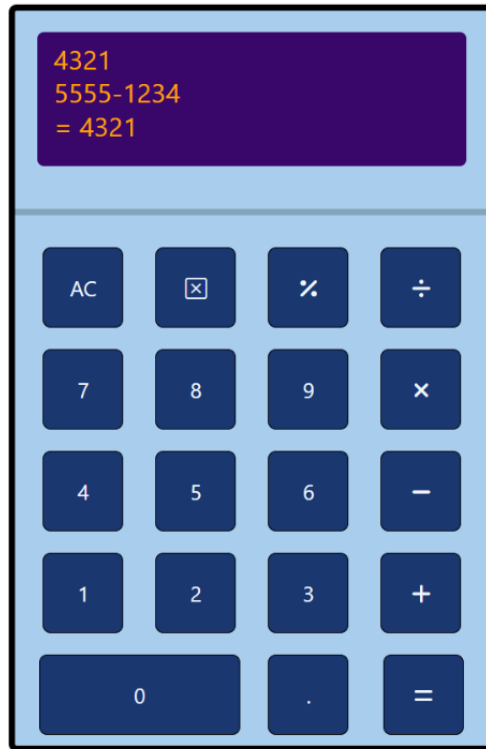 4321
5555-1234
= 4321
AC ☒ % ÷
7 8 9 ×
4 5 6 −
1 2 3 +
0 . =